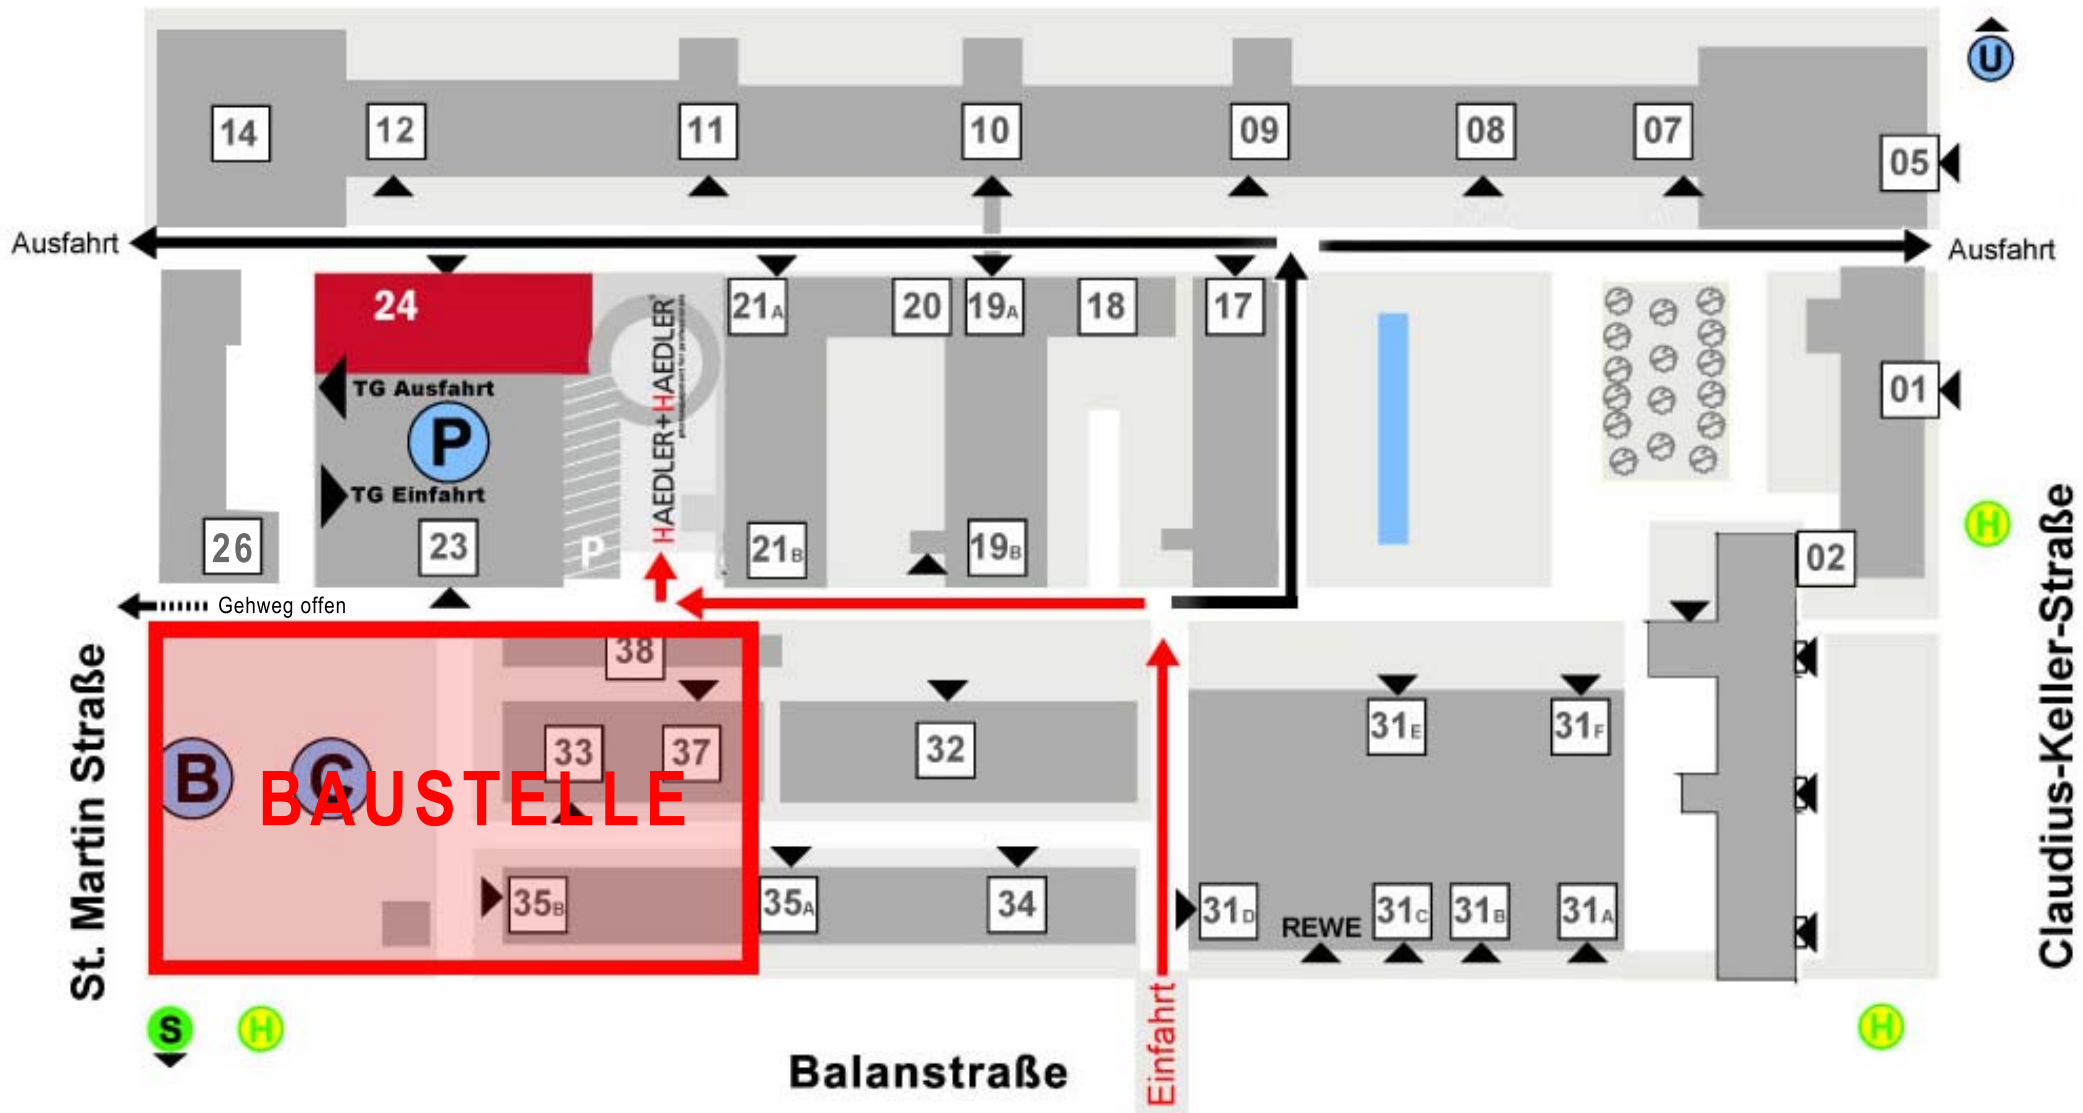 U
14
12
11
10
09
08
07
05
Ausfahrt
Ausfahrt
24
21A
20
19A
18
17
HAEDLER+HAEDLER
TG Ausfahrt
P
TG Einfahrt
01
26
23
P
21B
19B
02
H
Gehweg offen
St. Martin Straße
Claudius-Keller-Straße
38
33
37
32
31E
31F
B
C
BAUSTELLE
35B
35A
34
31D
REWE
31C
31B
31A
S
H
Einfahrt
H
Balanstraße